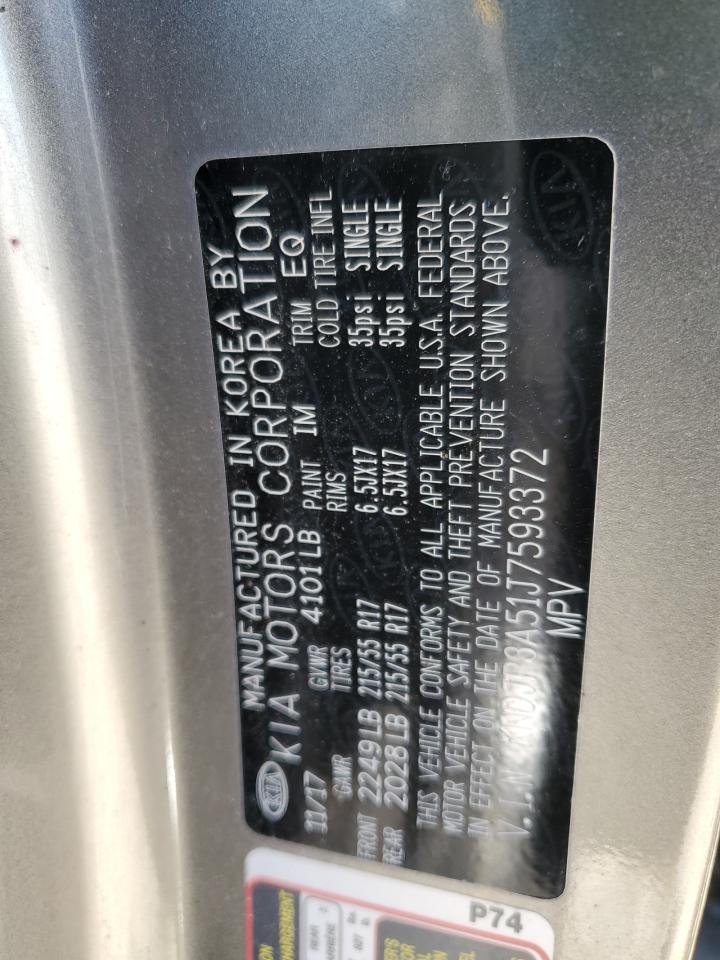 MANUFACTURED IN KOREA BY
KIA KIA MOTORS CORPORATION
11/17 GVWR 4101LB PAINT IM TRIM EQ
GAWR TIRES RIMS COLD TIRE INFL
FRONT 2249LB 215/55 R17 6.5JX17 35psi SINGLE
REAR 2028LB 215/55 R17 6.5JX17 35psi SINGLE
THIS VEHICLE CONFORMS TO ALL APPLICABLE U.S.A. FEDERAL
MOTOR VEHICLE SAFETY AND THEFT PREVENTION STANDARDS
IN EFFECT ON THE DATE OF MANUFACTURE SHOWN ABOVE.
V.I.N
MPV
P74
REAR